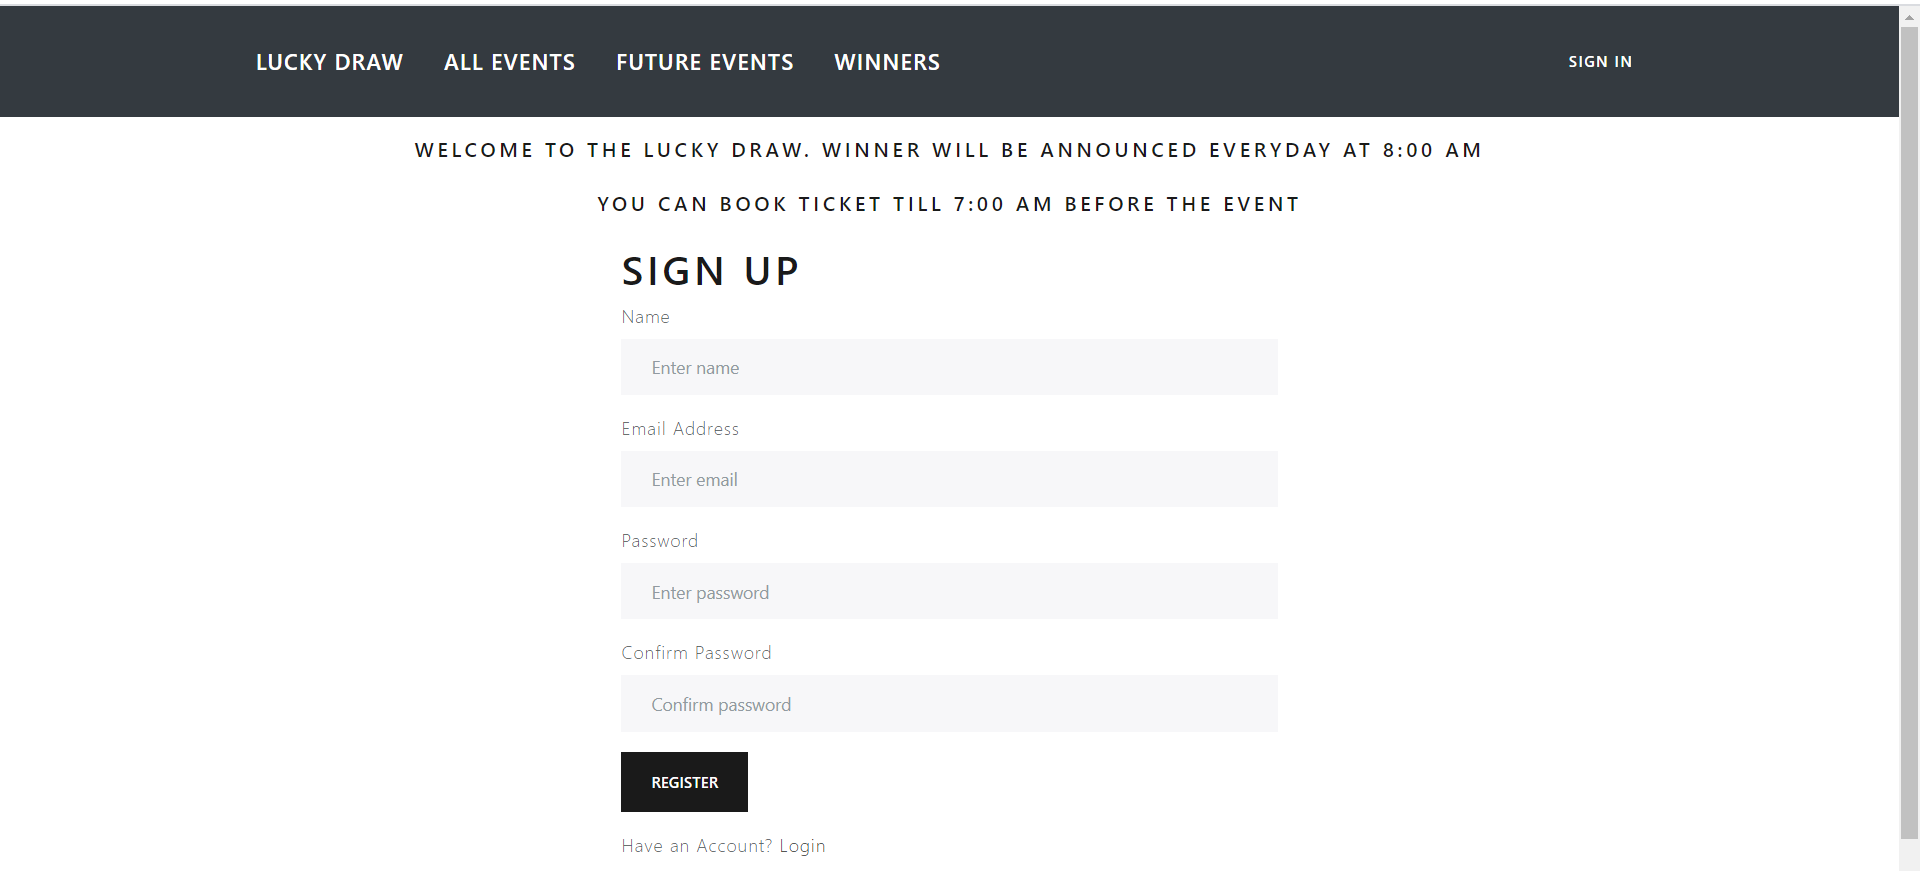 LUCKY DRAW ALL EVENTS FUTURE EVENTS WINNERS SIGN IN
WELCOME TO THE LUCKY DRAW. WINNER WILL BE ANNOUNCED EVERYDAY AT 8:00 AM
YOU CAN BOOK TICKET TILL 7:00 AM BEFORE THE EVENT
SIGN UP
Name
Enter name
Email Address
Enter email
Password
Enter password
Confirm Password
Confirm password
REGISTER
Have an Account? Login